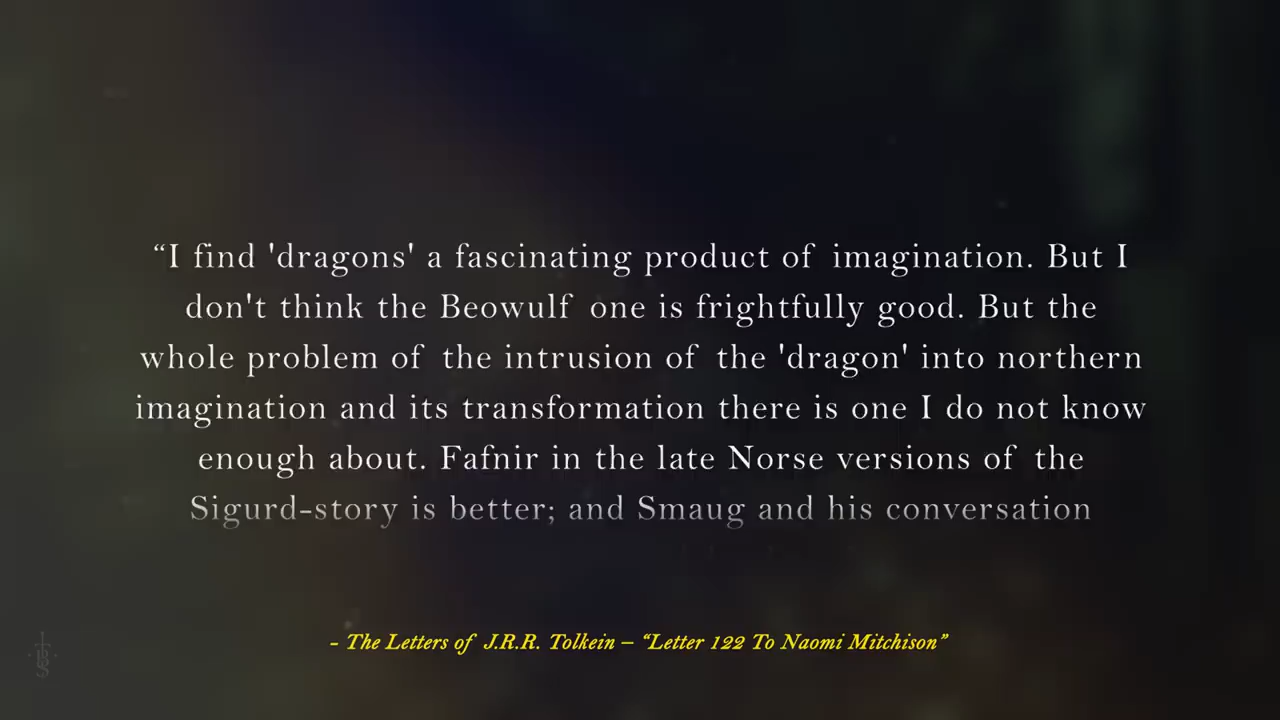 “I find 'dragons' a fascinating product of imagination. But I
don't think the Beowulf one is frightfully good. But the
whole problem of the intrusion of the 'dragon' into northern
imagination and its transformation there is one I do not know
enough about. Fafnir in the late Norse versions of the
Sigurd-story is better; and Smaug and his conversation
- The Letters of J.R.R. Tolkein – “Letter 122 To Naomi Mitchison”